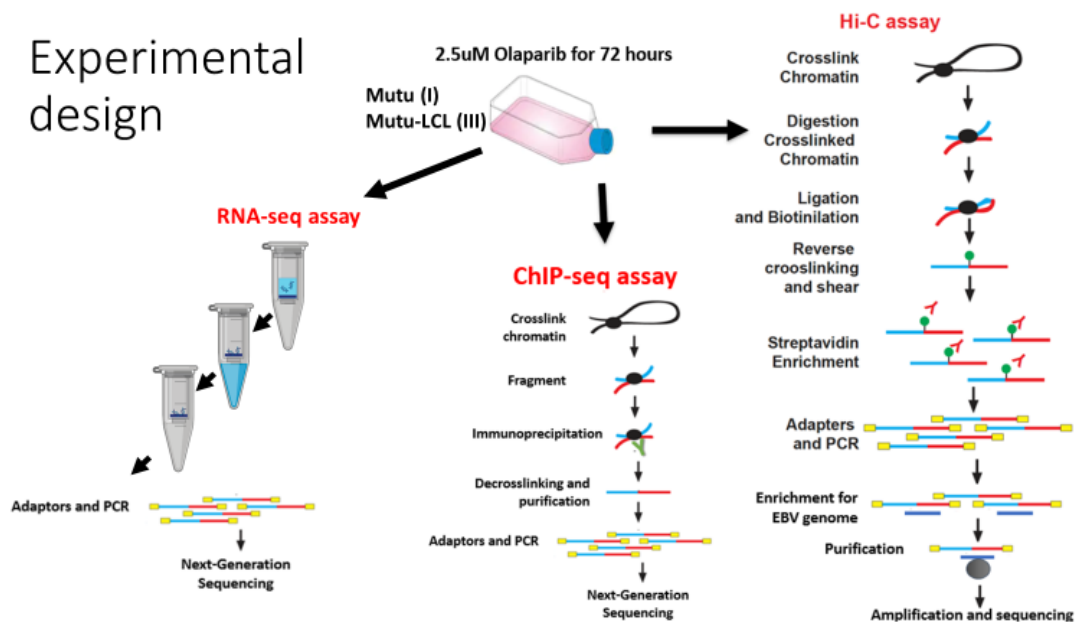 Experimental
design
2.5uM Olaparib for 72 hours
Mutu (I)
Mutu-LCL (III)
RNA-seq assay
Adaptors and PCR
Next-Generation
Sequencing
ChIP-seq assay
Crosslink
chromatin
Fragment
Immunoprecipitation
Decrosslinking and
purification
Adaptors and PCR
Next-Generation
Sequencing
Hi-C assay
Crosslink
Chromatin
Digestion
Crosslinked
Chromatin
Ligation
and Biotinilation
Reverse
crooslinking
and shear
Streptavidin
Enrichment
Adapters
and PCR
Enrichment for
EBV genome
Purification
Amplification and sequencing